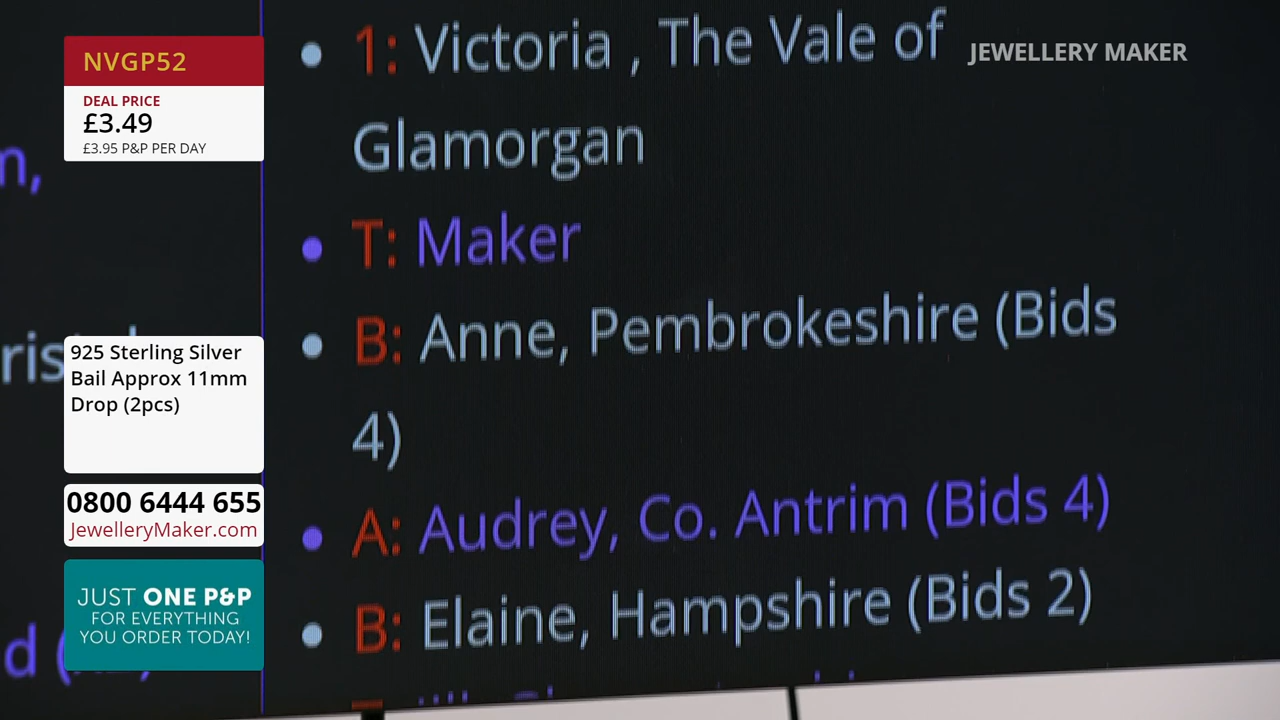 NVGP52
DEAL PRICE
£3.49
£3.95 P&P PER DAY
925 Sterling Silver
Bail Approx 11mm
Drop (2pcs)
0800 6444 655
JewelleryMaker.com
JUST ONE P&P
FOR EVERYTHING
YOU ORDER TODAY!
JEWELLERY MAKER
1: Victoria , The Vale of
Glamorgan
T: Maker
B: Anne, Pembrokeshire (Bids
4)
A: Audrey, Co. Antrim (Bids 4)
B: Elaine, Hampshire (Bids 2)